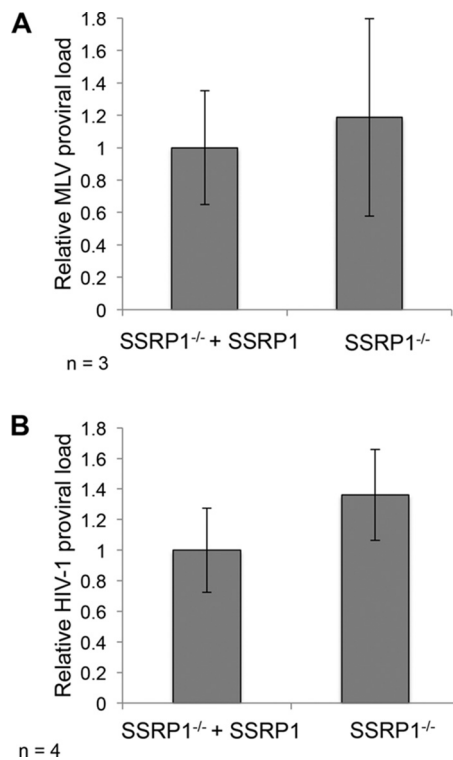 A
Relative MLV proviral load
1.8
1.6
1.4
1.2
1
0.8
0.6
0.4
0.2
0
SSRP1-/- + SSRP1
SSRP1-/-
n = 3
B
Relative HIV-1 proviral load
1.8
1.6
1.4
1.2
1
0.8
0.6
0.4
0.2
0
SSRP1-/- + SSRP1
SSRP1-/-
n = 4